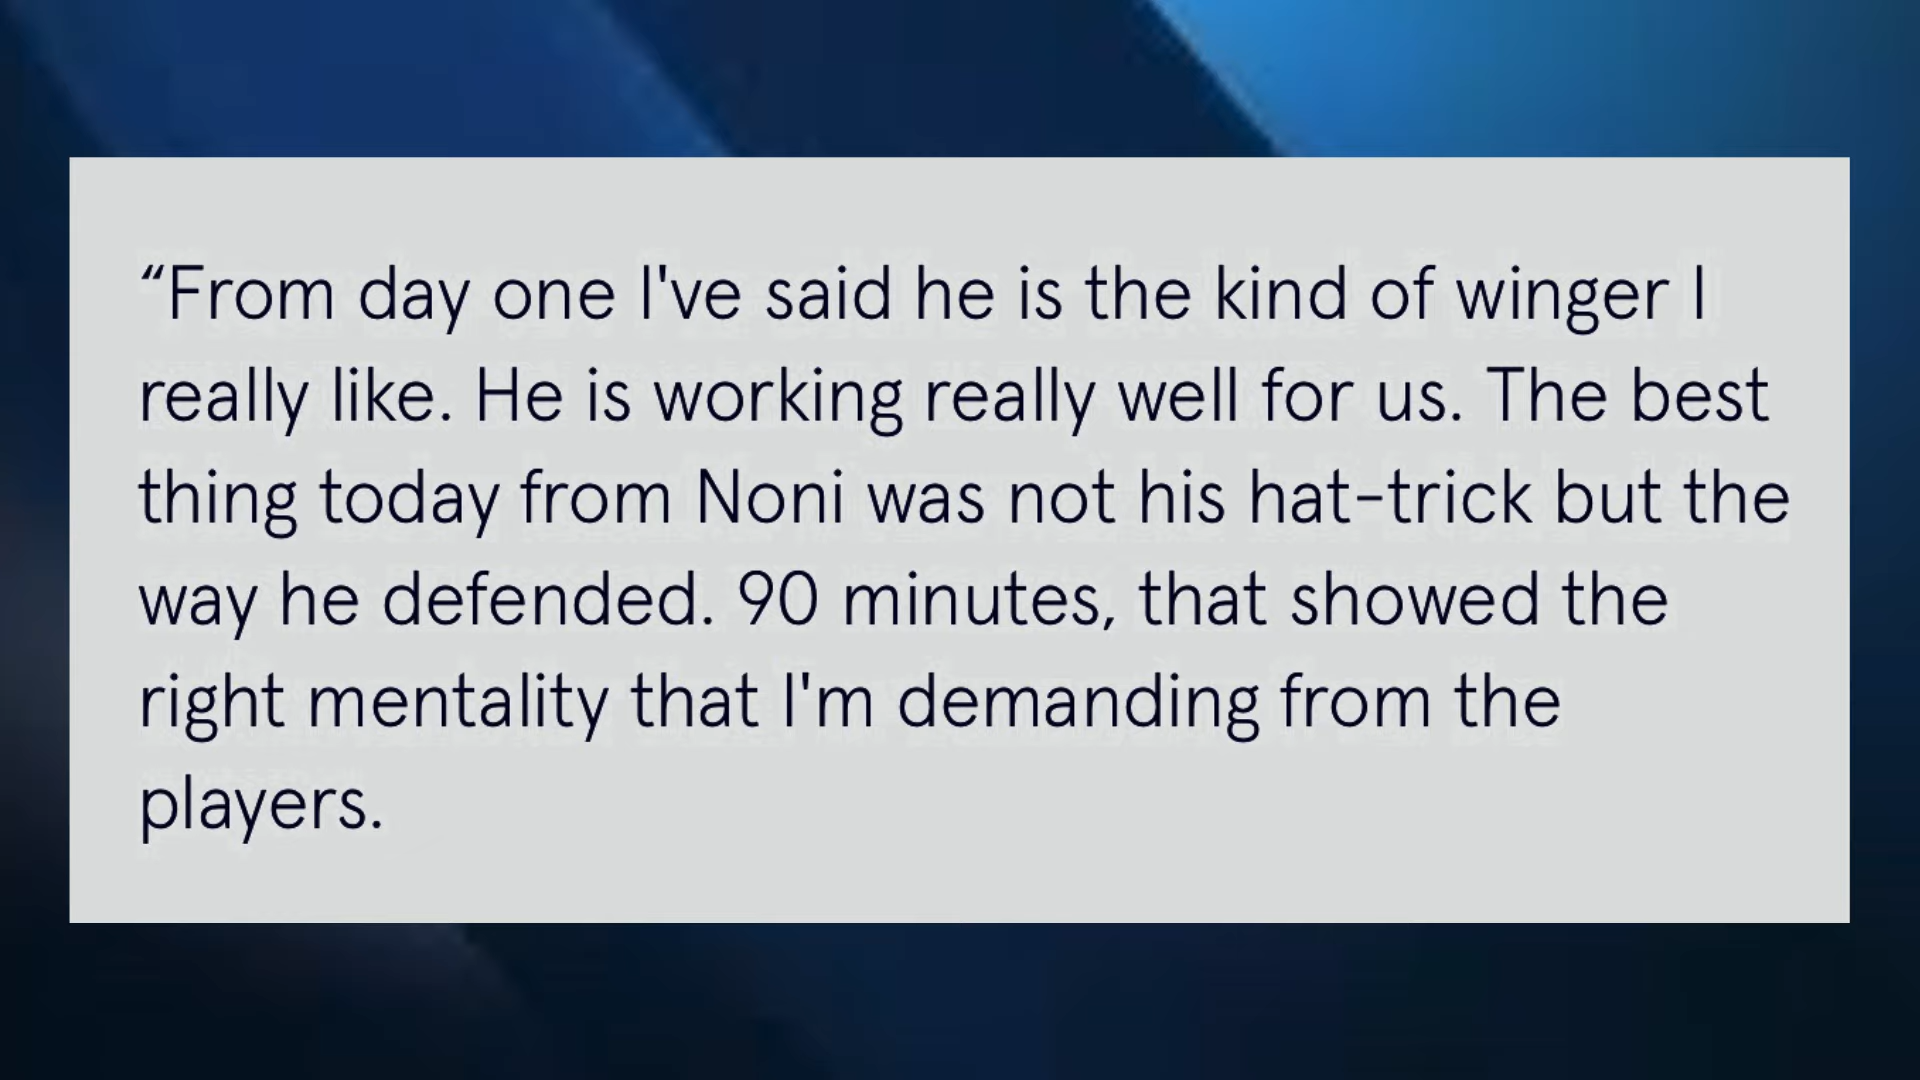 “From day one I've said he is the kind of winger I
really like. He is working really well for us. The best
thing today from Noni was not his hat-trick but the
way he defended. 90 minutes, that showed the
right mentality that I'm demanding from the
players.